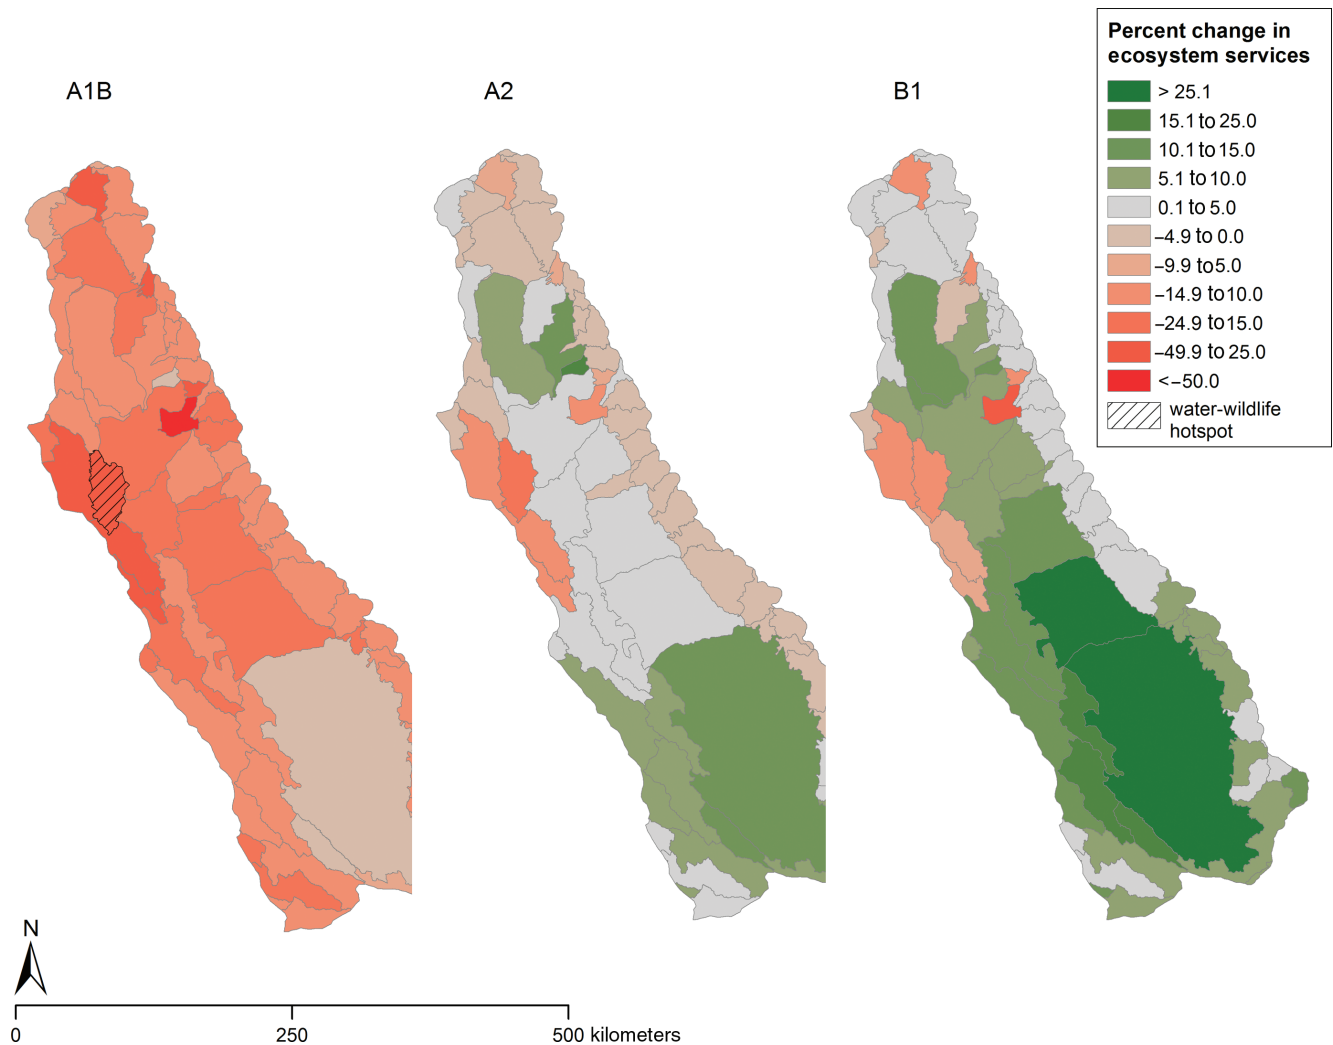 A1B
A2
B1
Percent change in
ecosystem services
> 25.1
15.1 to 25.0
10.1 to 15.0
5.1 to 10.0
0.1 to 5.0
−4.9 to 0.0
−9.9 to5.0
−14.9 to10.0
−24.9 to15.0
−49.9 to 25.0
< −50.0
water-wildlife
hotspot
N
0
250
500 kilometers